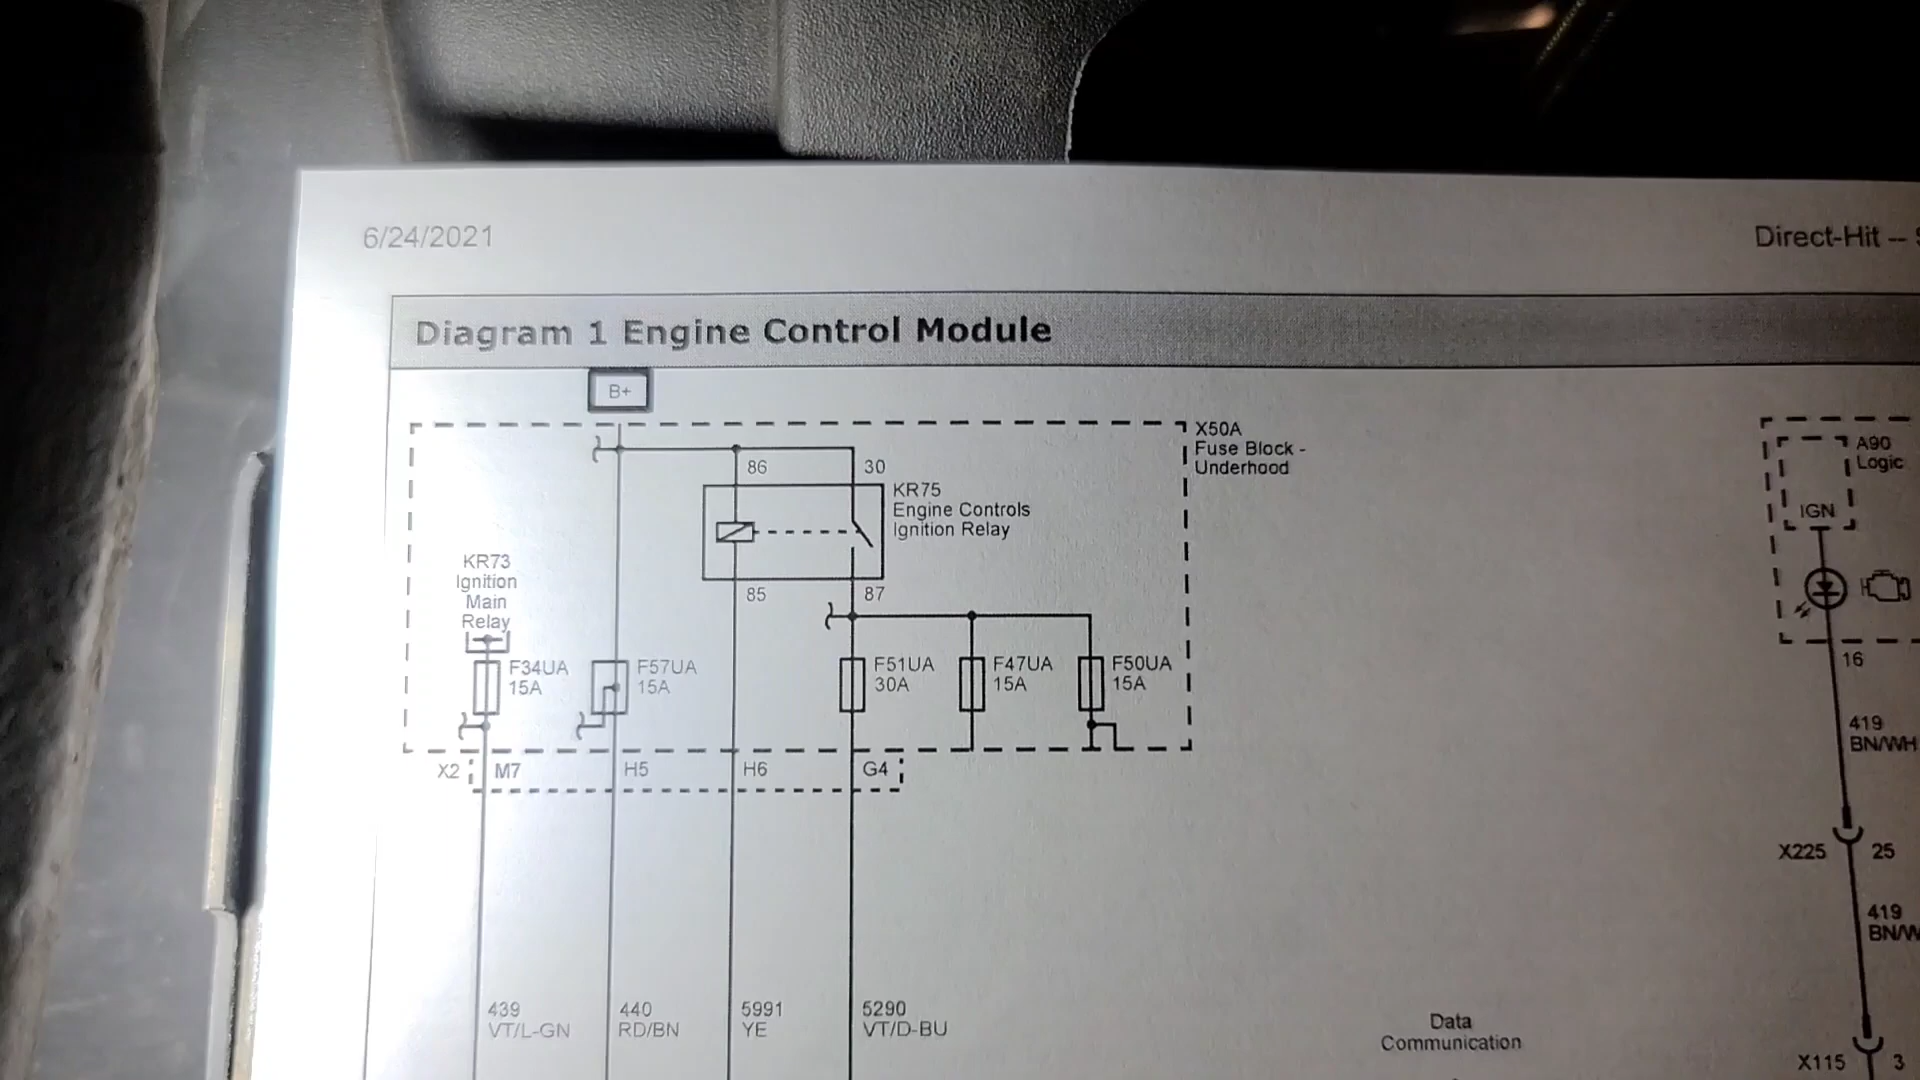 6/24/2021
Direct-Hit --
Diagram 1 Engine Control Module
B+
X50A
Fuse Block -
Underhood
86
30
KR75
Engine Controls
Ignition Relay
85
87
KR73
Ignition
Main
Relay
F34UA
15A
F57UA
15A
F51UA
30A
F47UA
15A
F50UA
15A
X2
M7
H5
H6
G4
439
VT/L-GN
440
RD/BN
5991
YE
5290
VT/D-BU
A90
Logic
IGN
16
419
BN/WH
X225
25
419
Data
Communication
X115
3